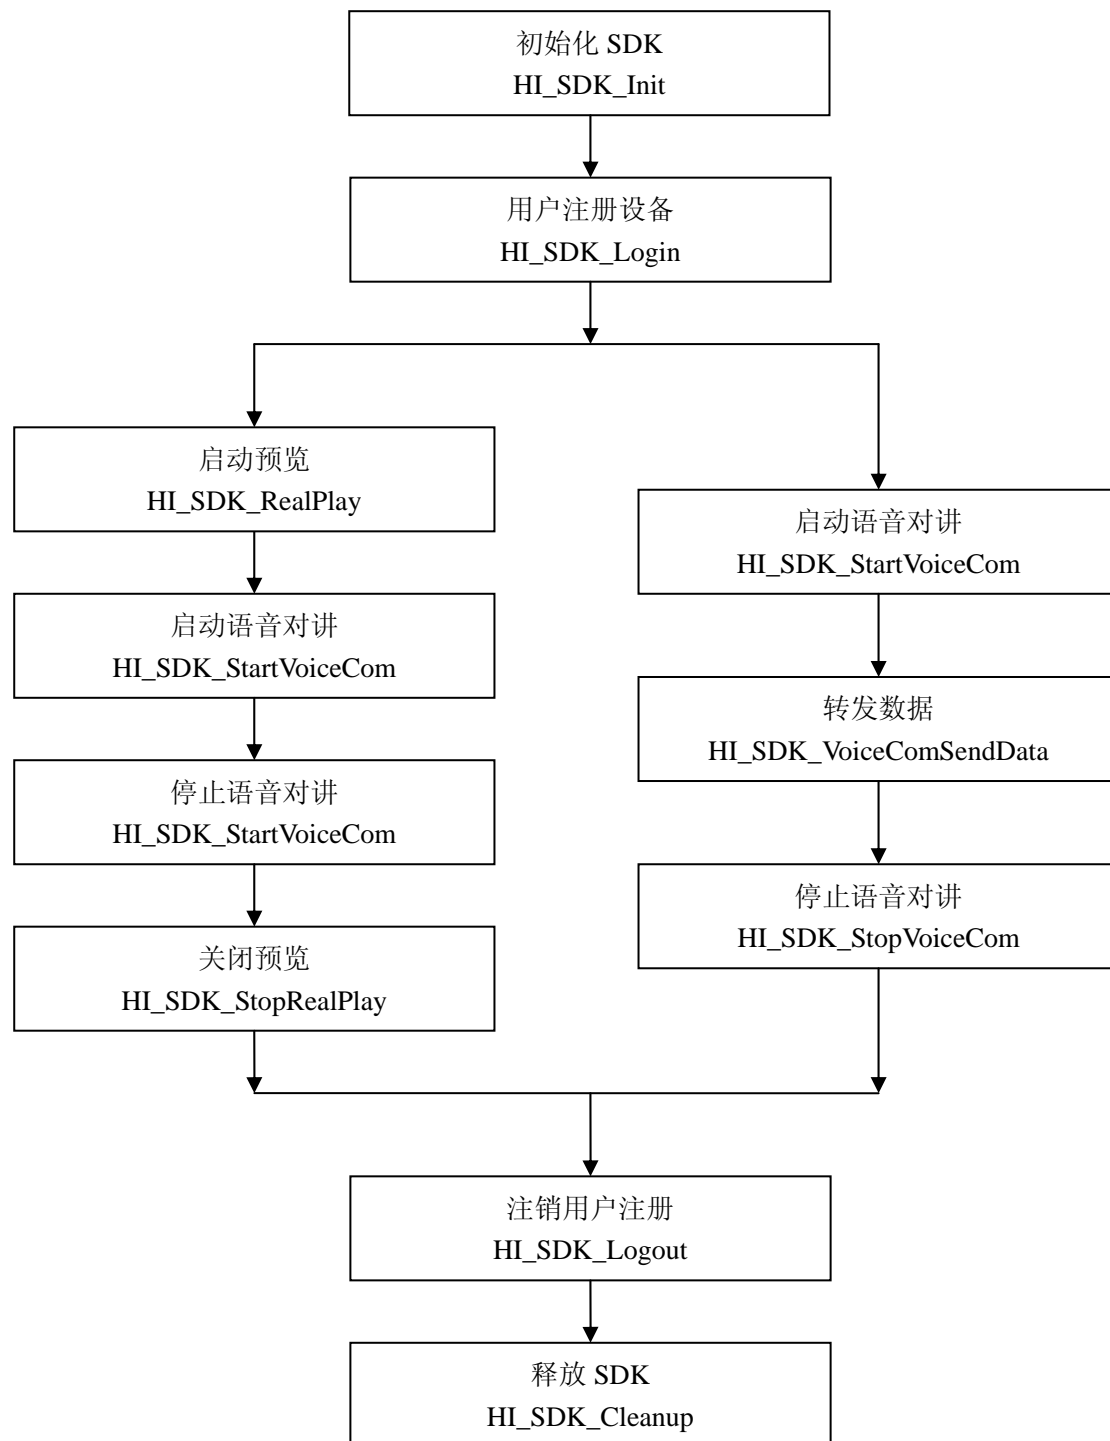 初始化 SDK
HI_SDK_Init
用户注册设备
HI_SDK_Login
启动预览
HI_SDK_RealPlay
启动语音对讲
HI_SDK_StartVoiceCom
停止语音对讲
HI_SDK_StartVoiceCom
关闭预览
HI_SDK_StopRealPlay
启动语音对讲
HI_SDK_StartVoiceCom
转发数据
HI_SDK_VoiceComSendData
停止语音对讲
HI_SDK_StopVoiceCom
注销用户注册
HI_SDK_Logout
释放 SDK
HI_SDK_Cleanup